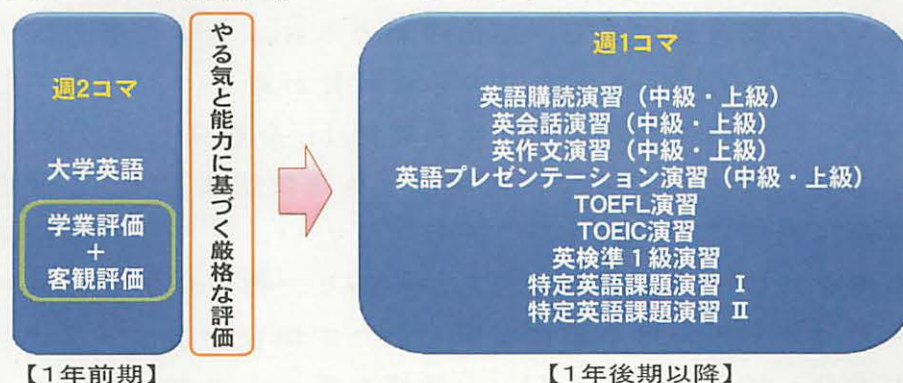 週2コマ
大学英語
学業評価
+
客観評価
【1年前期】
やる気と能力に基づく厳格な評価
週1コマ
英語購読演習（中級・上級）
英会話演習（中級・上級）
英作文演習（中級・上級）
英語プレゼンテーション演習（中級・上級）
TOEFL演習
TOEIC演習
英検準1級演習
特定英語課題演習 Ⅰ
特定英語課題演習 Ⅱ
【1年後期以降】